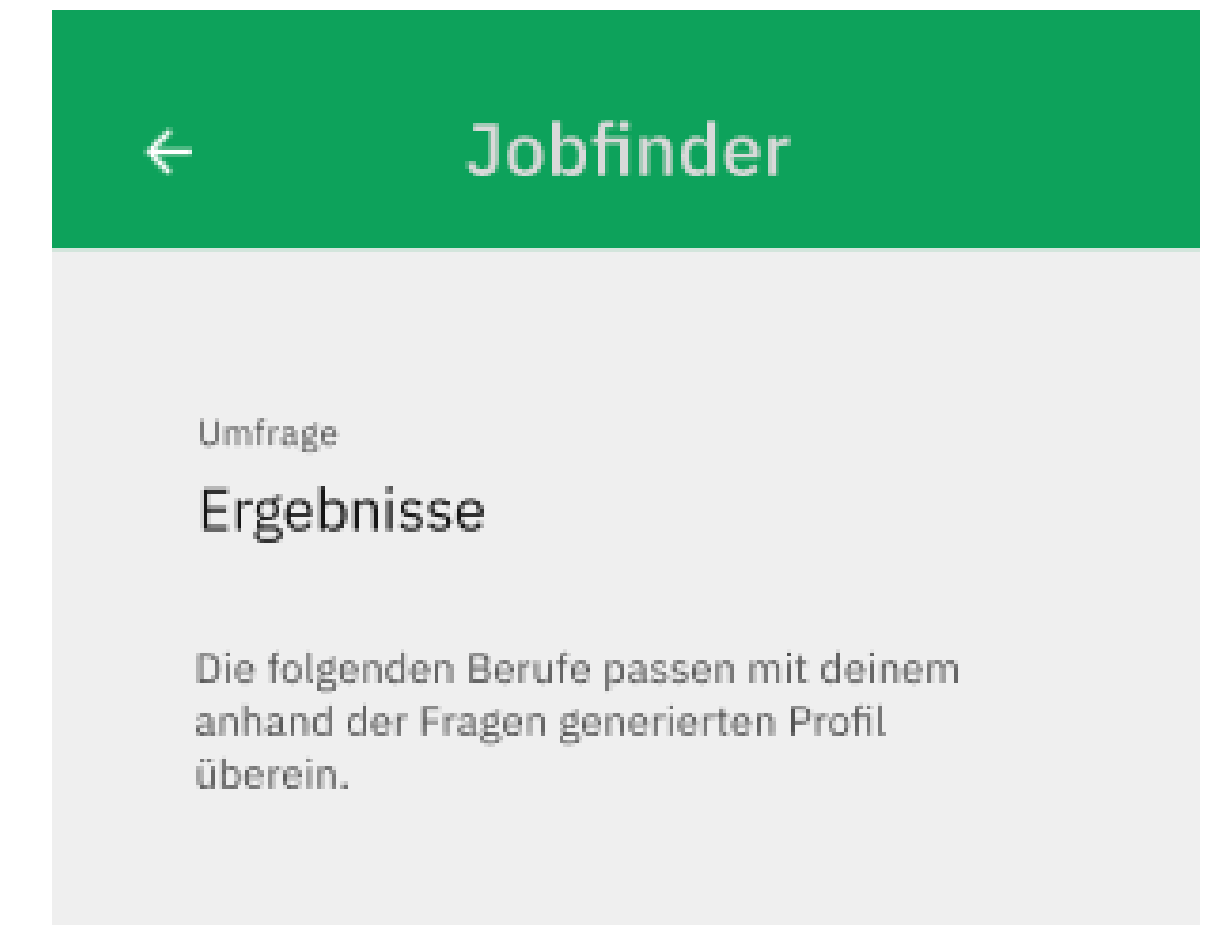 Jobfinder
Umfrage
Ergebnisse
Die folgenden Berufe passen mit deinem
anhand der Fragen generierten Profil
überein.